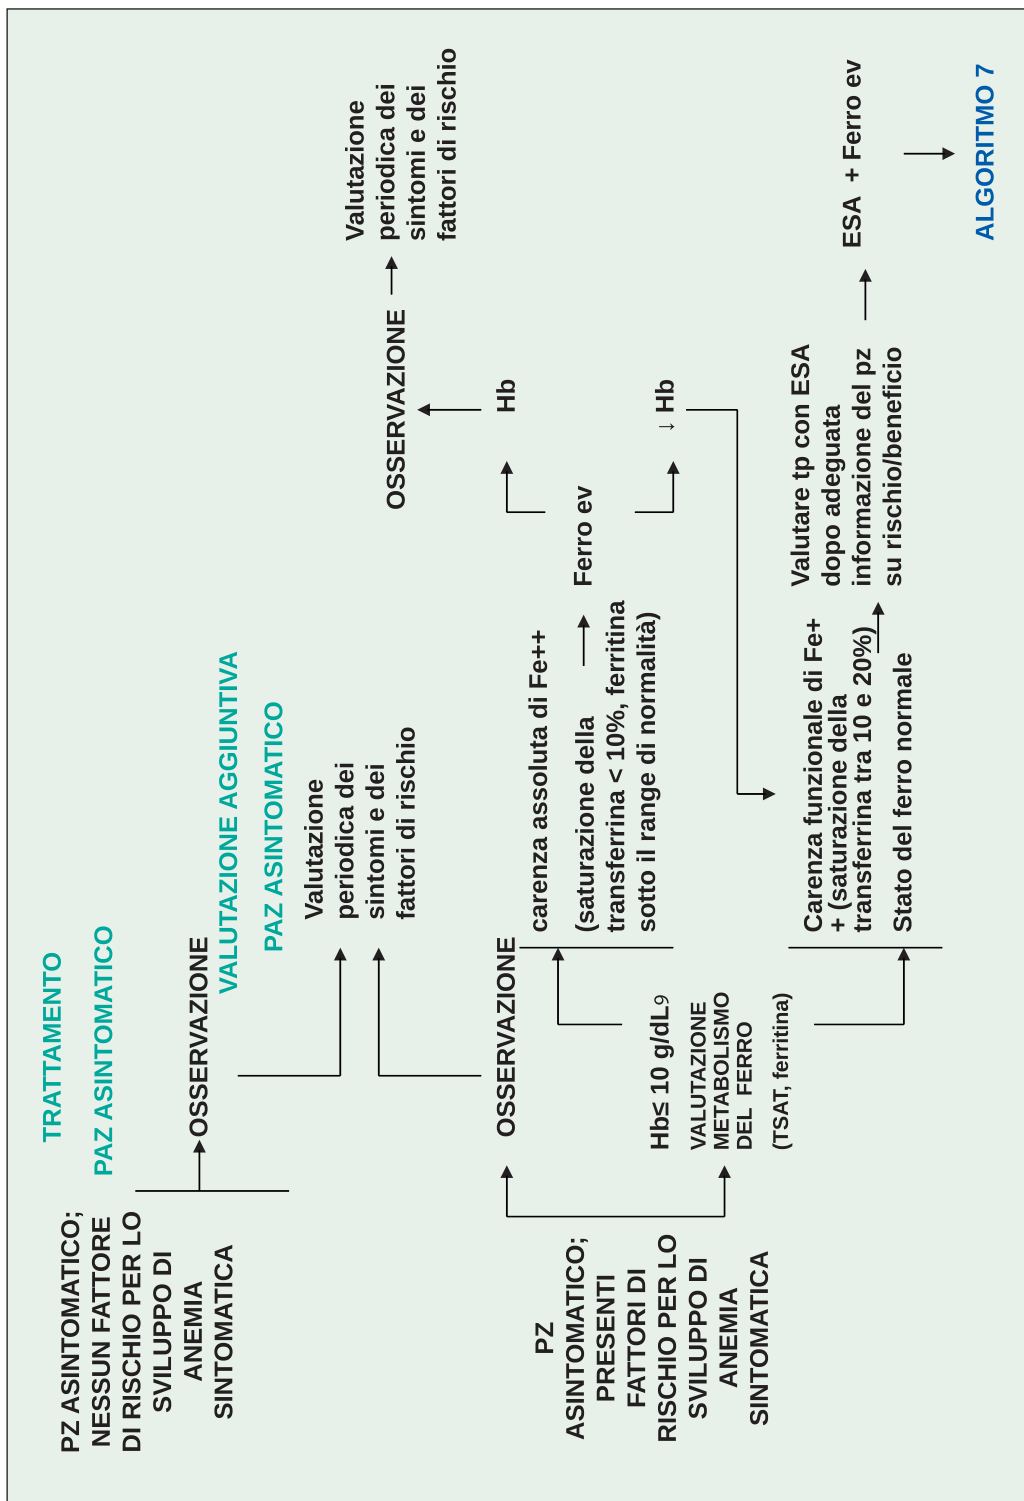 TRATTAMENTO
PAZ ASINTOMATICO
PZ ASINTOMATICO;
NESSUN FATTORE
DI RISCHIO PER LO
SVILUPPO DI
ANEMIA
SINTOMATICA
OSSERVAZIONE
VALUTAZIONE AGGIUNTIVA
PAZ ASINTOMATICO
Valutazione
periodica dei
sintomi e dei
fattori di rischio
PZ
ASINTOMATICO;
PRESENTI
FATTORI DI
RISCHIO PER LO
SVILUPPO DI
ANEMIA
SINTOMATICA
OSSERVAZIONE
Hb≤ 10 g/dL9
VALUTAZIONE
METABOLISMO
DEL FERRO
(TSAT, ferritina)
carenza assoluta di Fe++
(saturazione della
transferrina < 10%, ferritina
sotto il range di normalità)
Ferro ev
Hb
OSSERVAZIONE
Valutazione
periodica dei
sintomi e dei
fattori di rischio
↓ Hb
Carenza funzionale di Fe+
+ (saturazione della
transferrina tra 10 e 20%)
Stato del ferro normale
Valutare tp con ESA
dopo adeguata
informazione del pz
su rischio/beneficio
ESA + Ferro ev
ALGORITMO 7